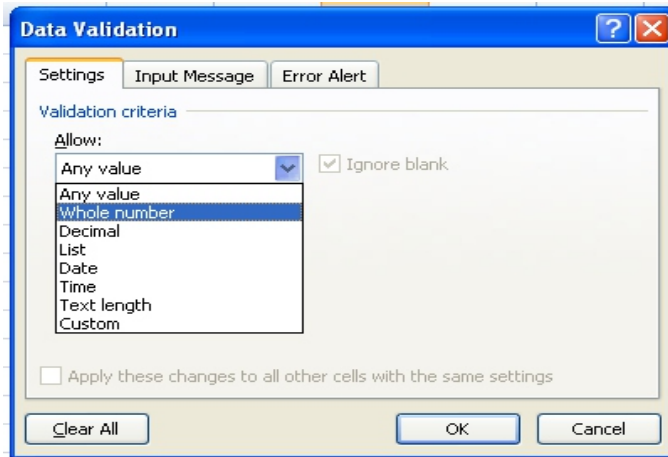 Data Validation
Settings Input Message Error Alert
Validation criteria
Allow:
Any value Ignore blank
Any value
Whole number
Decimal
List
Date
Time
Text length
Custom
Apply these changes to all other cells with the same settings
Clear All OK Cancel